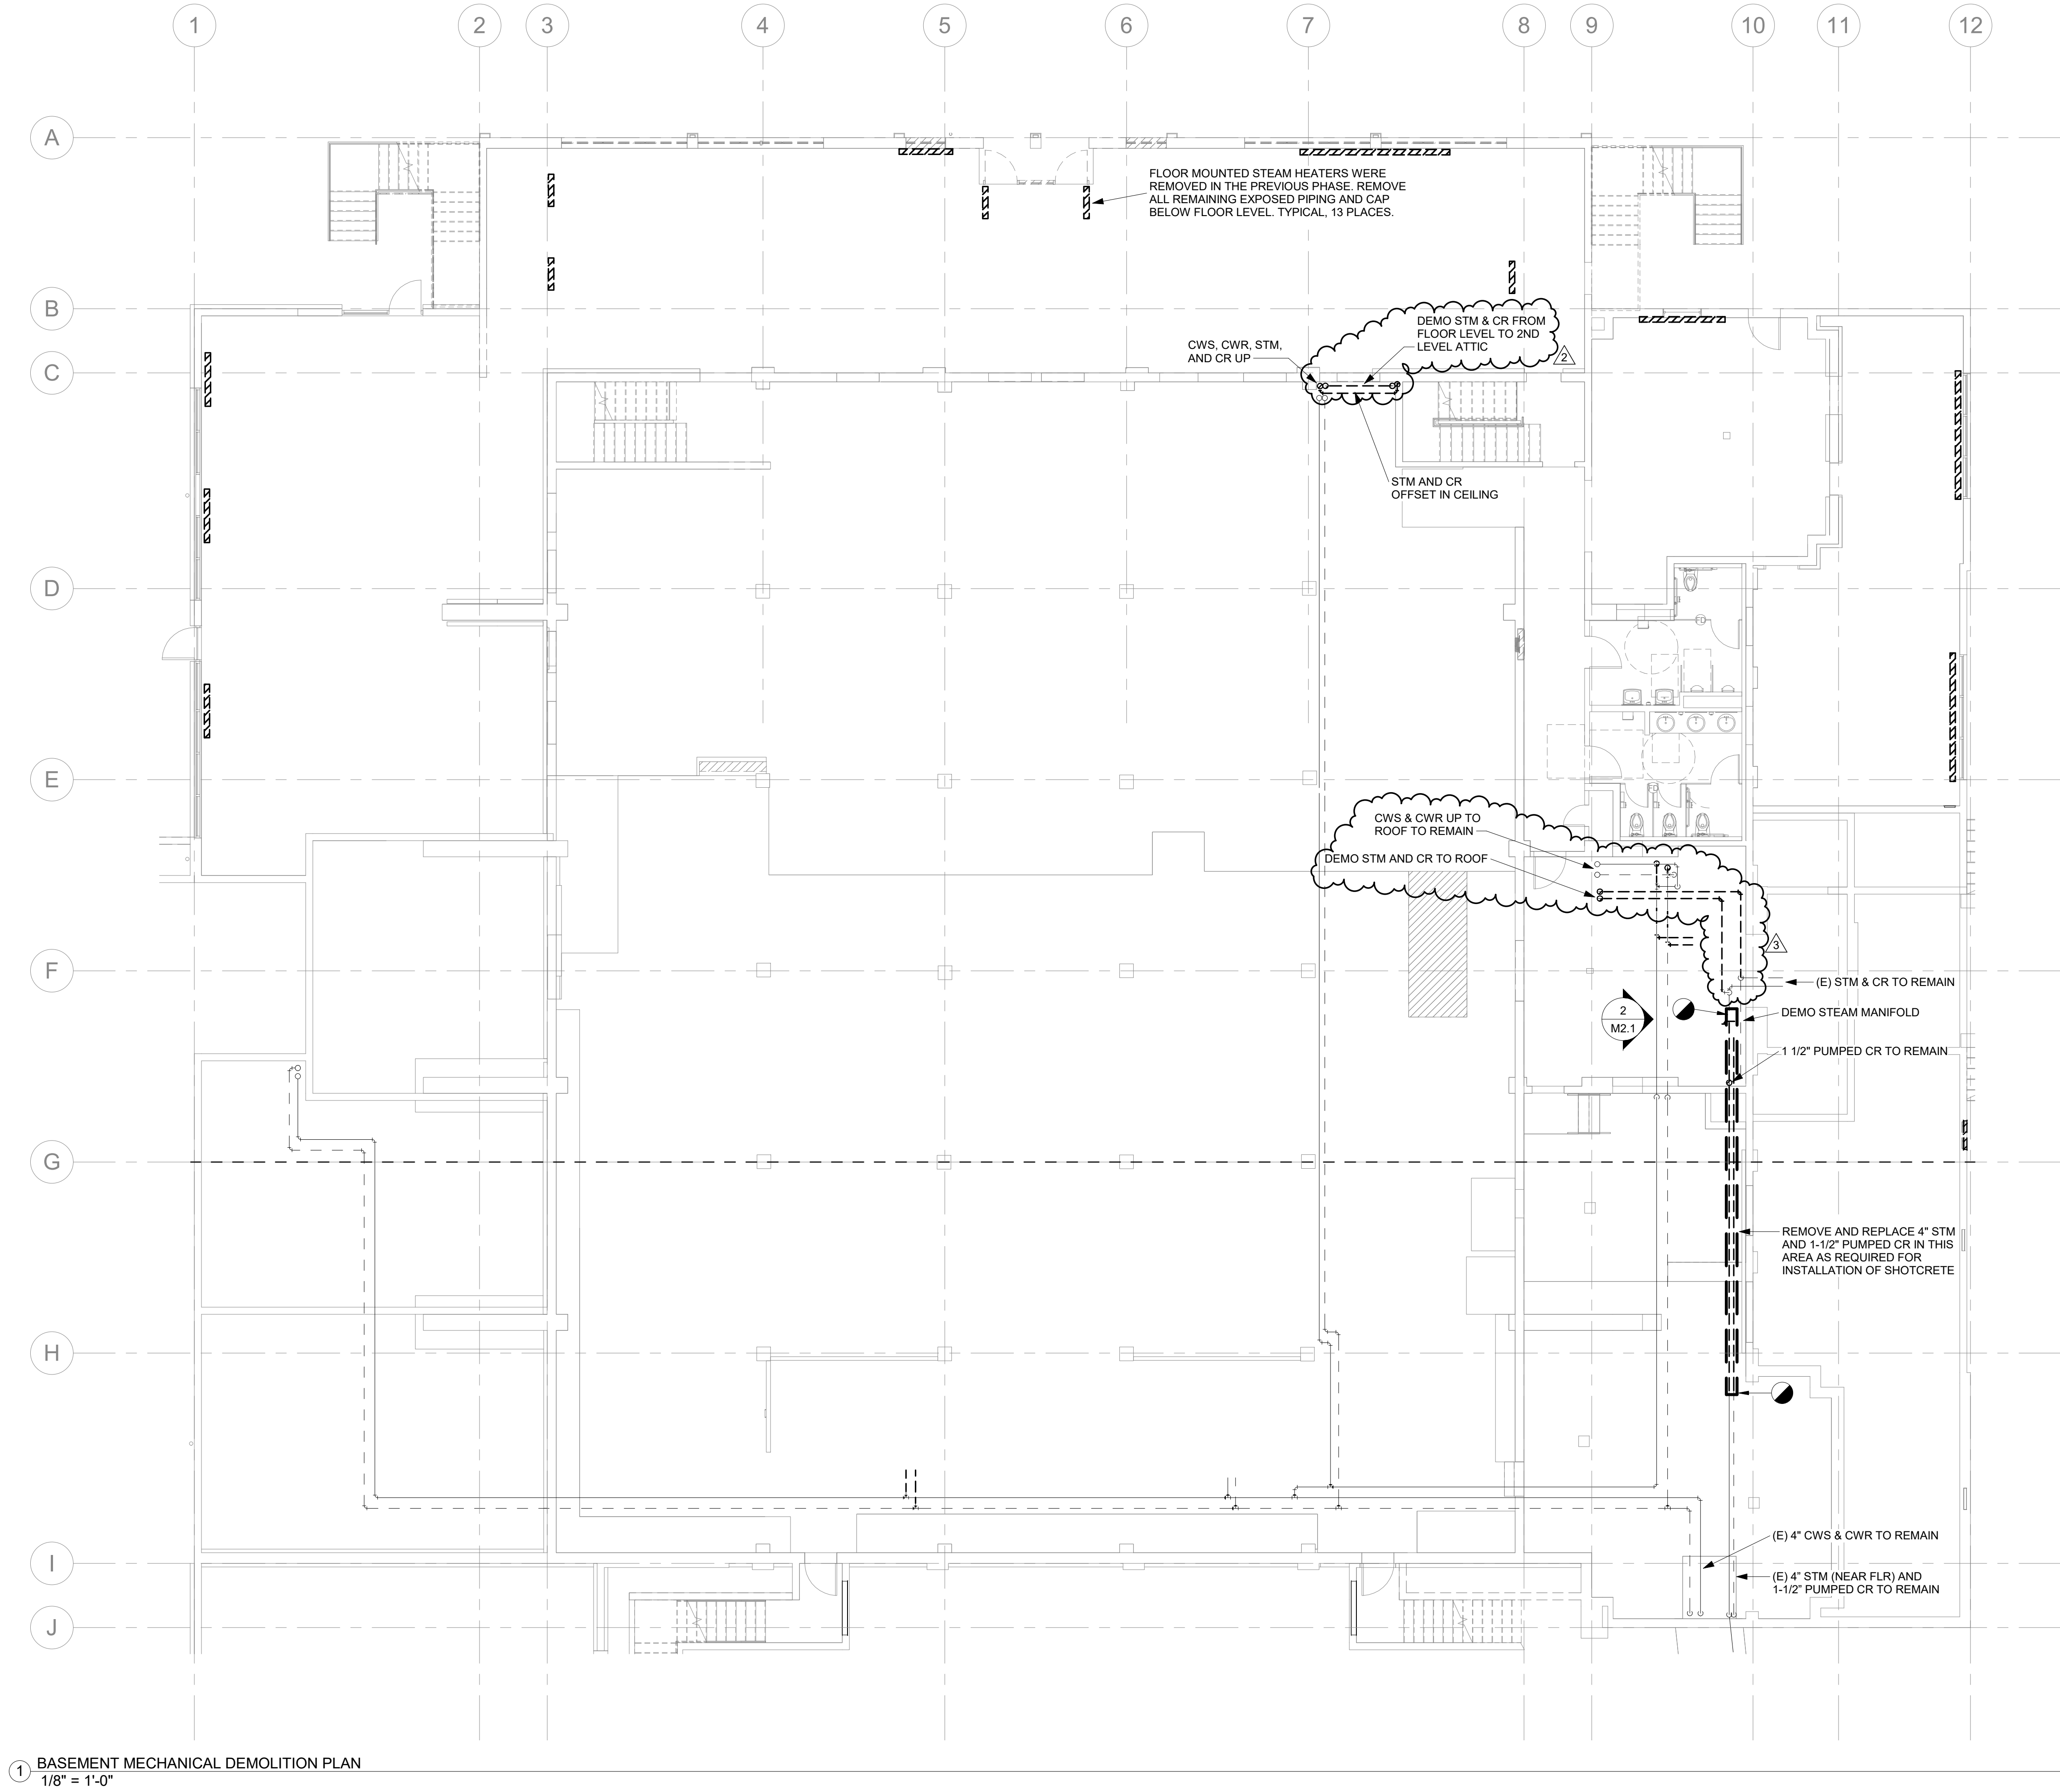 1
2
3
4
5
6
7
8
9
10
11
12
A
B
C
D
E
F
G
H
I
J
FLOOR MOUNTED STEAM HEATERS WERE
REMOVED IN THE PREVIOUS PHASE. REMOVE
ALL REMAINING EXPOSED PIPING AND CAP
BELOW FLOOR LEVEL. TYPICAL, 13 PLACES.
DEMO STM & CR FROM
FLOOR LEVEL TO 2ND
LEVEL ATTIC
2
CWS, CWR, STM,
AND CR UP
STM AND CR
OFFSET IN CEILING
FD
FD
CWS & CWR UP TO
ROOF TO REMAIN
DEMO STM AND CR TO ROOF
3
(E) STM & CR TO REMAIN
2
M2.1
DEMO STEAM MANIFOLD
1 1/2" PUMPED CR TO REMAIN
REMOVE AND REPLACE 4" STM
AND 1-1/2" PUMPED CR IN THIS
AREA AS REQUIRED FOR
INSTALLATION OF SHOTCRETE
(E) 4" CWS & CWR TO REMAIN
(E) 4" STM (NEAR FLR) AND
1-1/2" PUMPED CR TO REMAIN
1
BASEMENT MECHANICAL DEMOLITION PLAN
1/8" = 1'-0"